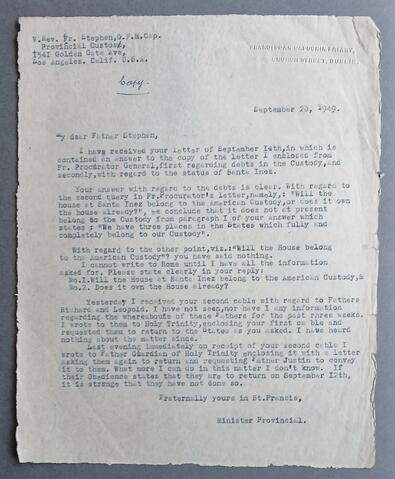 V.Rev. Fr. Stephen,O.F.M.Cap.
Provincial Custos,
1541 Golden Gate Ave,
Los Angeles. Calif. U.S.A.
FRANCISCAN CAPUCHIN FRIARY,
CHURCH STREET, DUBLIN.
Copy
September 20, 1949.
My dear Father Stephen,
I have received your letter of September 14th,in which is
contained an answer to the copy of the letter I enclosed from
Fr. Procurator General,first regarding debts in the Custody,and
secondly,with regard to the status of Santa Inez.
Your answer with regard to the debts is clear. With regard to
the second query in Fr.Procurator's letter,namely,: "Will the
house at Santa Inez belong to the American Custody,or does it own
the house already?", we conclude that it does not at present
belong to the Custody from paragraph 1 of your answer which
states : "We have three places in the States which fully and
completely belong to our Custody".
With regard to the other point,viz.:"Will the House belong
to the American Custody"? you have said nothing.
I cannot write to Rome until I have all the information
asked for. Please state clearly in your reply:
No.1.Will the House at Santa Inez belong to the American Custody,&
No.2. Does it own the House already?
Yesterday I received your second cable with regard to Fathers
Richard and Leopold. I have not seen,nor have I any information
regarding the whereabouts of these Fathers for the past three weeks.
I wrote to them to Holy Trinity,enclosing your first cable and
requested them to return to the States as you asked. I have heard
nothing about the matter since.
Last evening immediately on receipt of your second cable I
wrote to Father Guardian of Holy Trinity enclosing it with a letter
asking them again to return and requesting Father Justin to convey
it to them. What more I can do in this matter I don't know. If
their Obedience states that they are to return on September 12th,
it is strange that they have not done so.
Fraternally yours in St.Francis,
Minister Provincial.